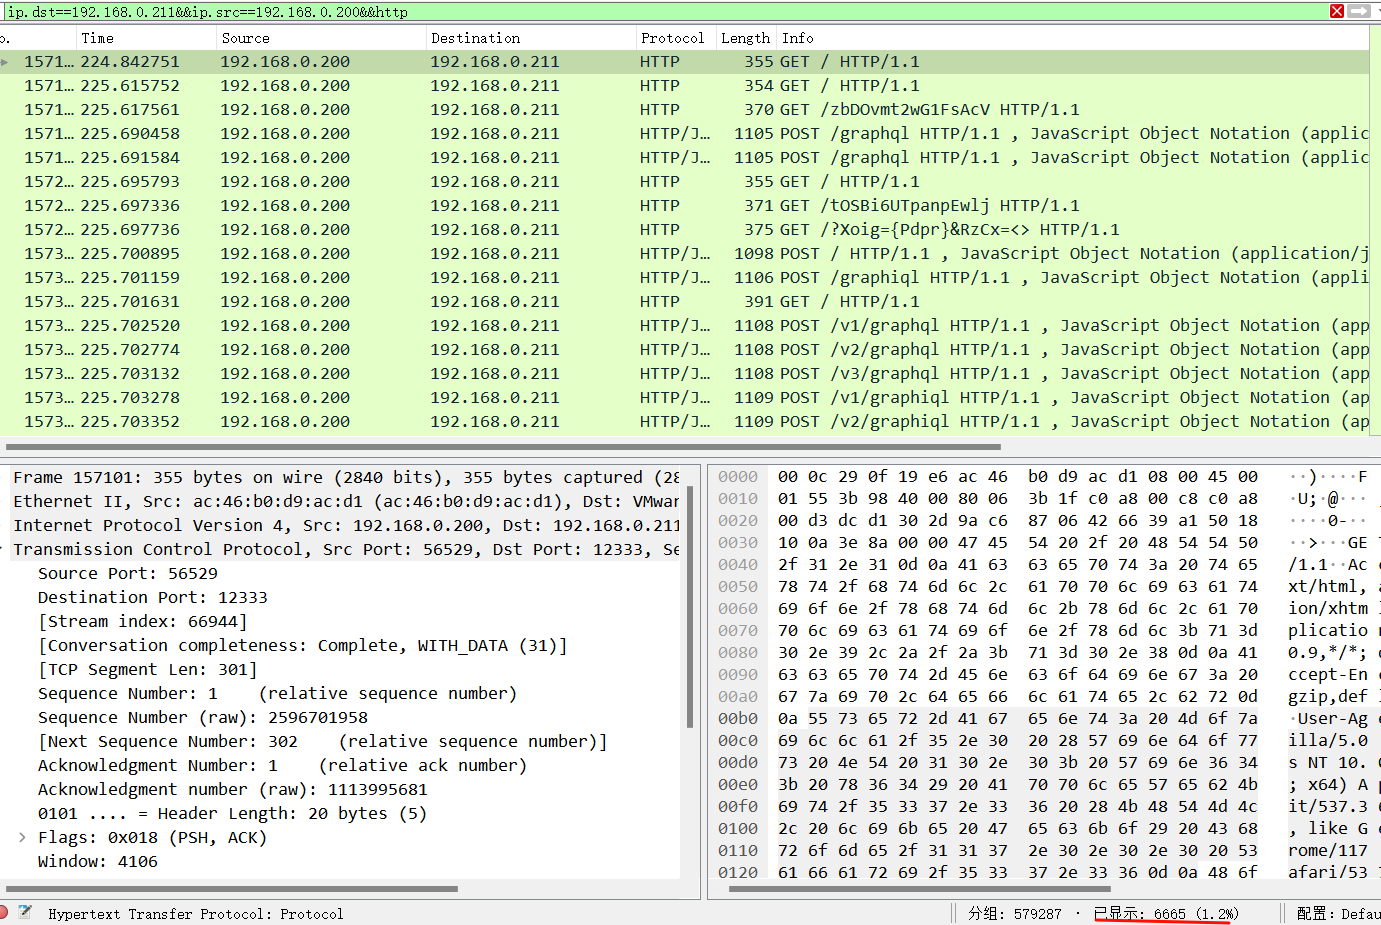 ip.dst==192.168.0.211&&ip.src==192.168.0.200&&http
o. Time Source Destination Protocol Length Info
1571… 224.842751 192.168.0.200 192.168.0.211 HTTP 355 GET / HTTP/1.1
1571… 225.615752 192.168.0.200 192.168.0.211 HTTP 354 GET / HTTP/1.1
1571… 225.617561 192.168.0.200 192.168.0.211 HTTP 370 GET /zbDOvmt2wG1FsAcV HTTP/1.1
1571… 225.690458 192.168.0.200 192.168.0.211 HTTP/J… 1105 POST /graphql HTTP/1.1 , JavaScript Object Notation (applic
1571… 225.691584 192.168.0.200 192.168.0.211 HTTP/J… 1105 POST /graphql HTTP/1.1 , JavaScript Object Notation (applic
1572… 225.695793 192.168.0.200 192.168.0.211 HTTP 355 GET / HTTP/1.1
1572… 225.697336 192.168.0.200 192.168.0.211 HTTP 371 GET /tOSBi6UTpanpEwlj HTTP/1.1
1572… 225.697736 192.168.0.200 192.168.0.211 HTTP 375 GET /?Xoig={Pdpr}&RzCx=<> HTTP/1.1
1573… 225.700895 192.168.0.200 192.168.0.211 HTTP/J… 1098 POST / HTTP/1.1 , JavaScript Object Notation (application/j
1573… 225.701159 192.168.0.200 192.168.0.211 HTTP/J… 1106 POST /graphiql HTTP/1.1 , JavaScript Object Notation (appli
1573… 225.701631 192.168.0.200 192.168.0.211 HTTP 391 GET / HTTP/1.1
1573… 225.702520 192.168.0.200 192.168.0.211 HTTP/J… 1108 POST /v1/graphql HTTP/1.1 , JavaScript Object Notation (app
1573… 225.702774 192.168.0.200 192.168.0.211 HTTP/J… 1108 POST /v2/graphql HTTP/1.1 , JavaScript Object Notation (app
1573… 225.703132 192.168.0.200 192.168.0.211 HTTP/J… 1108 POST /v3/graphql HTTP/1.1 , JavaScript Object Notation (app
1573… 225.703278 192.168.0.200 192.168.0.211 HTTP/J… 1109 POST /v1/graphiql HTTP/1.1 , JavaScript Object Notation (ap
1573… 225.703352 192.168.0.200 192.168.0.211 HTTP/J… 1109 POST /v2/graphiql HTTP/1.1 , JavaScript Object Notation (ap
Frame 157101: 355 bytes on wire (2840 bits), 355 bytes captured (28
Ethernet II, Src: ac:46:b0:d9:ac:d1 (ac:46:b0:d9:ac:d1), Dst: VMwar
Internet Protocol Version 4, Src: 192.168.0.200, Dst: 192.168.0.211
Transmission Control Protocol, Src Port: 56529, Dst Port: 12333, Se
Source Port: 56529
Destination Port: 12333
[Stream index: 66944]
[Conversation completeness: Complete, WITH_DATA (31)]
[TCP Segment Len: 301]
Sequence Number: 1 (relative sequence number)
Sequence Number (raw): 2596701958
[Next Sequence Number: 302 (relative sequence number)]
Acknowledgment Number: 1 (relative ack number)
Acknowledgment number (raw): 1113995681
0101 .... = Header Length: 20 bytes (5)
Flags: 0x018 (PSH, ACK)
Window: 4106
0000 00 0c 29 0f 19 e6 ac 46 b0 d9 ac d1 08 00 45 00 ··)····F
0010 01 55 3b 98 40 00 80 06 3b 1f c0 a8 00 c8 c0 a8 ·U;·@···
0020 00 d3 dc d1 30 2d 9a c6 87 06 42 66 39 a1 50 18 ····0-··
0030 10 0a 3e 8a 00 00 47 45 54 20 2f 20 48 54 54 50 ··>···GE T
0040 2f 31 2e 31 0d 0a 41 63 63 65 70 74 3a 20 74 65 /1.1··Ac ce
0050 78 74 2f 68 74 6d 6c 2c 61 70 70 6c 69 63 61 74 xt/html, a
0060 69 6f 6e 2f 78 68 74 6d 6c 2b 78 6d 6c 2c 61 70 ion/xhtm l
0070 70 6c 69 63 61 74 69 6f 6e 2f 78 6d 6c 3b 71 3d plicatio n
0080 30 2e 39 2c 2a 2f 2a 3b 71 3d 30 2e 38 0d 0a 41 0.9,*/*; q
0090 63 63 65 70 74 2d 45 6e 63 6f 64 69 6e 67 3a 20 ccept-En c
00a0 67 7a 69 70 2c 64 65 66 6c 61 74 65 2c 62 72 0d gzip,def l
00b0 0a 55 73 65 72 2d 41 67 65 6e 74 3a 20 4d 6f 7a ·User-Ag e
00c0 69 6c 6c 61 2f 35 2e 30 20 28 57 69 6e 64 6f 77 illa/5.0
00d0 73 20 4e 54 20 31 30 2e 30 3b 20 57 69 6e 36 34 s NT 10. 0
00e0 3b 20 78 36 34 29 20 41 70 70 6c 65 57 65 62 4b ; x64) A p
00f0 69 74 2f 35 33 37 2e 33 36 20 28 4b 48 54 4d 4c it/537.3 6
0100 2c 20 6c 69 6b 65 20 47 65 63 6b 6f 29 20 43 68 , like G e
0110 72 6f 6d 65 2f 31 31 37 2e 30 2e 30 2e 30 20 53 rome/117
0120 61 66 61 72 69 2f 35 33 37 2e 33 36 0d 0a 48 6f afari/53 7
Hypertext Transfer Protocol: Protocol 分组: 579287 · 已显示: 6665 (1.2%) 配置: Defau